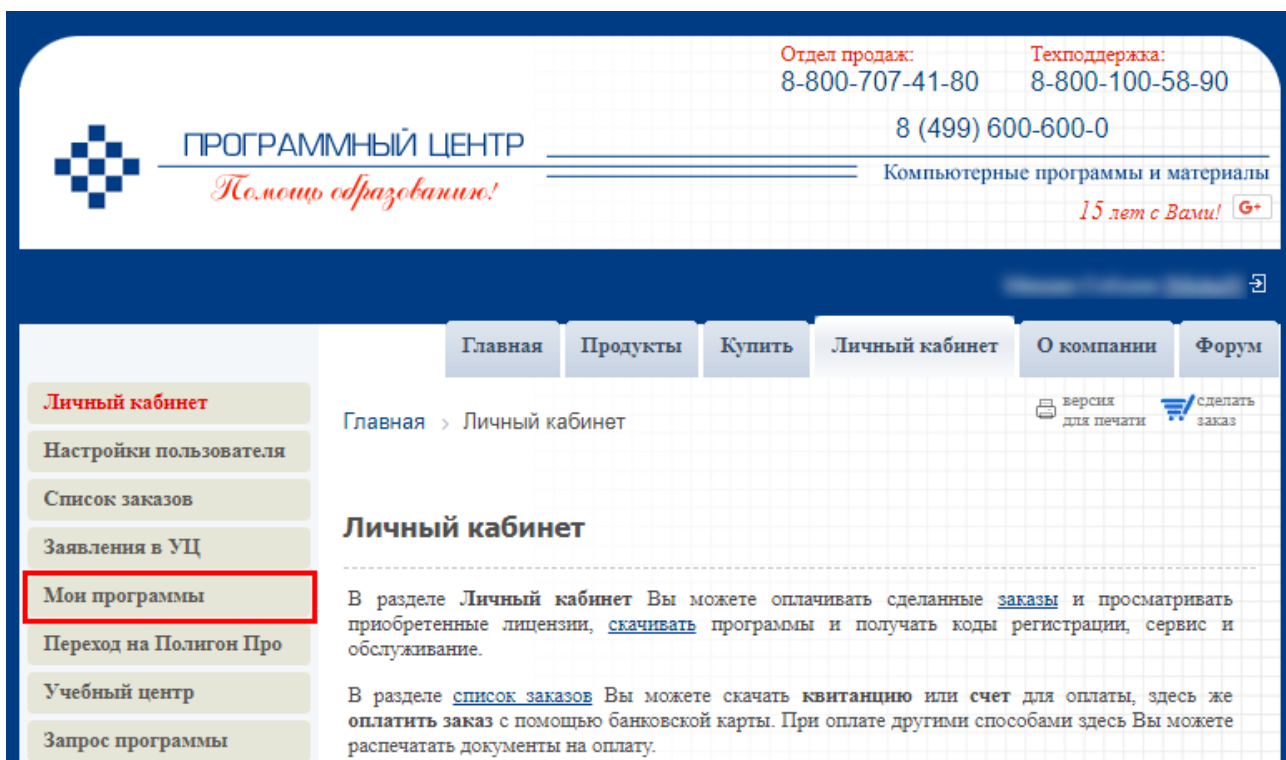 Отдел продаж:
8-800-707-41-80
Техподдержка:
8-800-100-58-90
8 (499) 600-600-0
ПРОГРАММНЫЙ ЦЕНТР
Помощь образованию!
Компьютерные программы и материалы
15 лет с Вами! G+
Главная Продукты Купить Личный кабинет О компании Форум
Личный кабинет
Настройки пользователя
Список заказов
Заявления в УЦ
Мои программы
Переход на Полигон Про
Учебный центр
Запрос программы
Главная > Личный кабинет
версия
для печати
сделать
заказ
Личный кабинет
В разделе Личный кабинет Вы можете оплачивать сделанные заказы и просматривать
приобретенные лицензии, скачивать программы и получать коды регистрации, сервис и
обслуживание.
В разделе список заказов Вы можете скачать квитанцию или счет для оплаты, здесь же
оплатить заказ с помощью банковской карты. При оплате другими способами здесь Вы можете
распечатать документы на оплату.